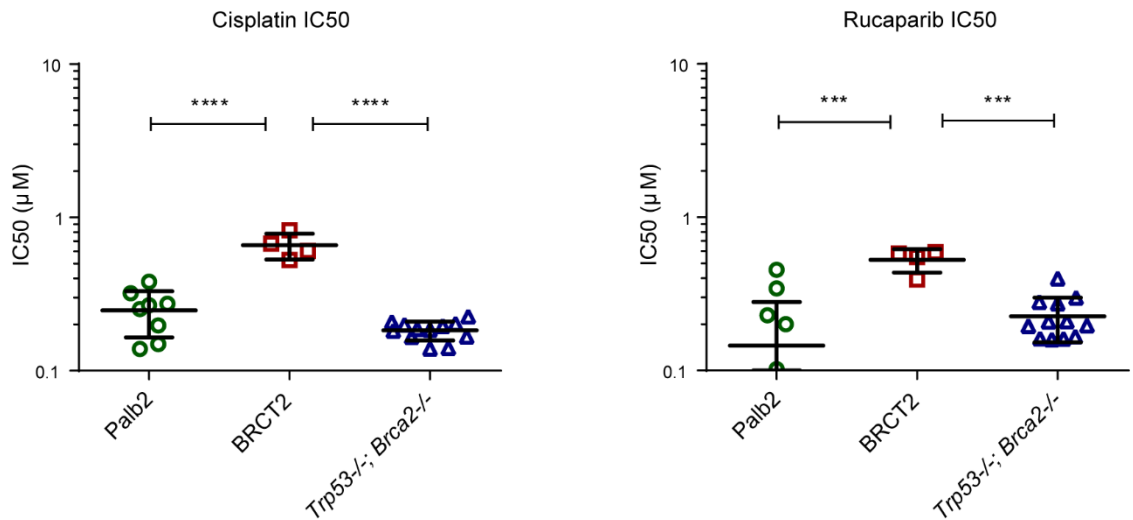 Cisplatin IC50
10
1
0.1
IC50 (µM)
**** ****
Palb2
BRCT2
Trp53-/-; Brca2-/-
Rucaparib IC50
10
1
0.1
IC50 (µM)
*** ***
Palb2
BRCT2
Trp53-/-; Brca2-/-